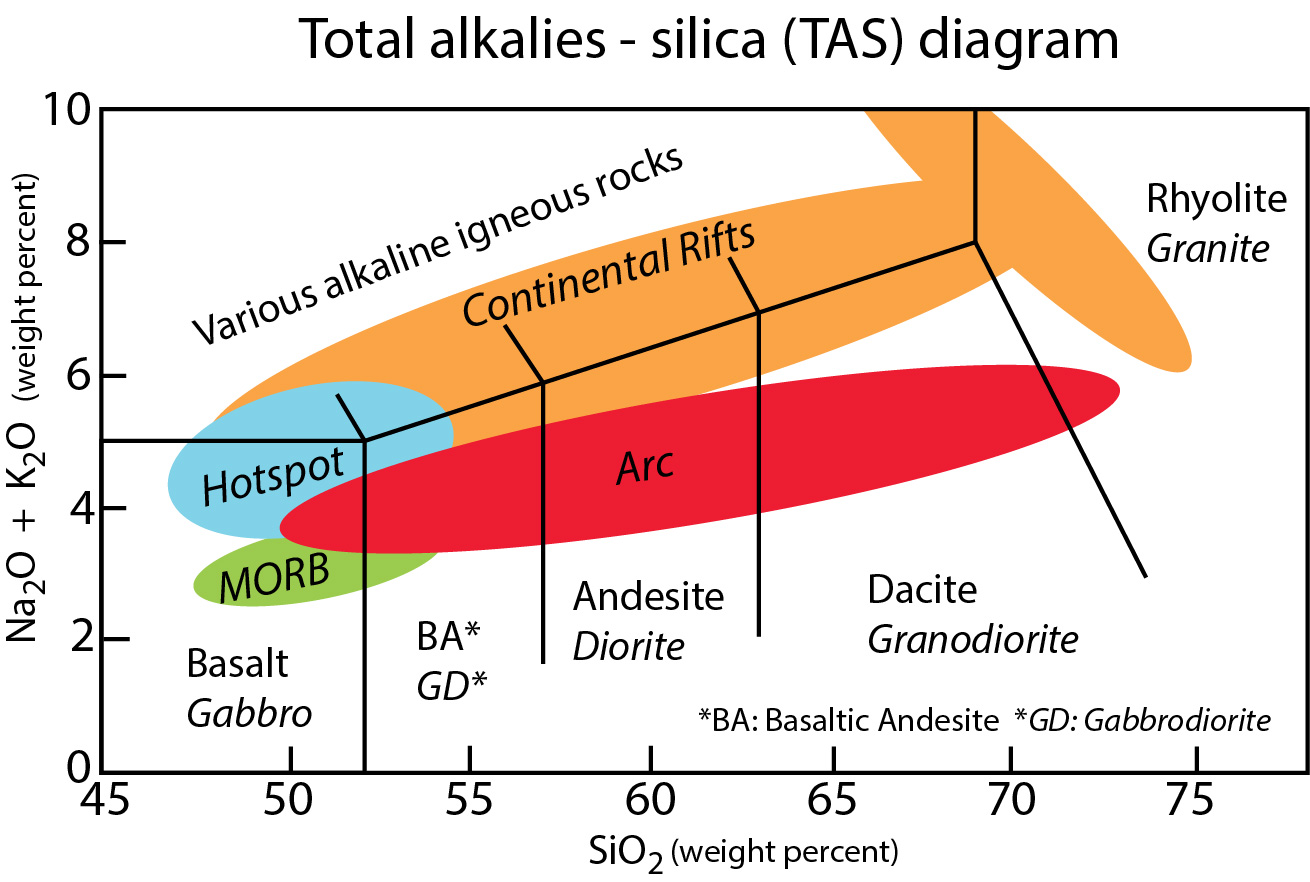 Total alkalies - silica (TAS) diagram
Na₂O + K₂O (weight percent)
10
8
6
4
2
0
Various alkaline igneous rocks
Continental Rifts
Rhyolite
Granite
Hotspot
Arc
MORB
Basalt
Gabbro
BA*
GD*
Andesite
Diorite
Dacite
Granodiorite
*BA: Basaltic Andesite *GD: Gabbrodiorite
45 50 55 60 65 70 75
SiO₂ (weight percent)